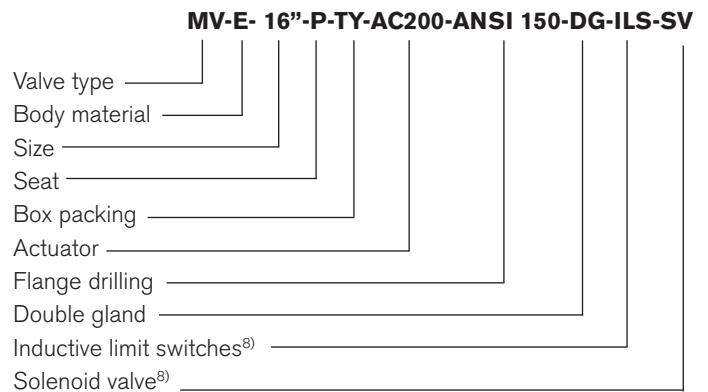 MV-E- 16”-P-TY-AC200-ANSI 150-DG-ILS-SV
Valve type
Body material
Size
Seat
Box packing
Actuator
Flange drilling
Double gland
Inductive limit switches⁸⁾
Solenoid valve⁸⁾